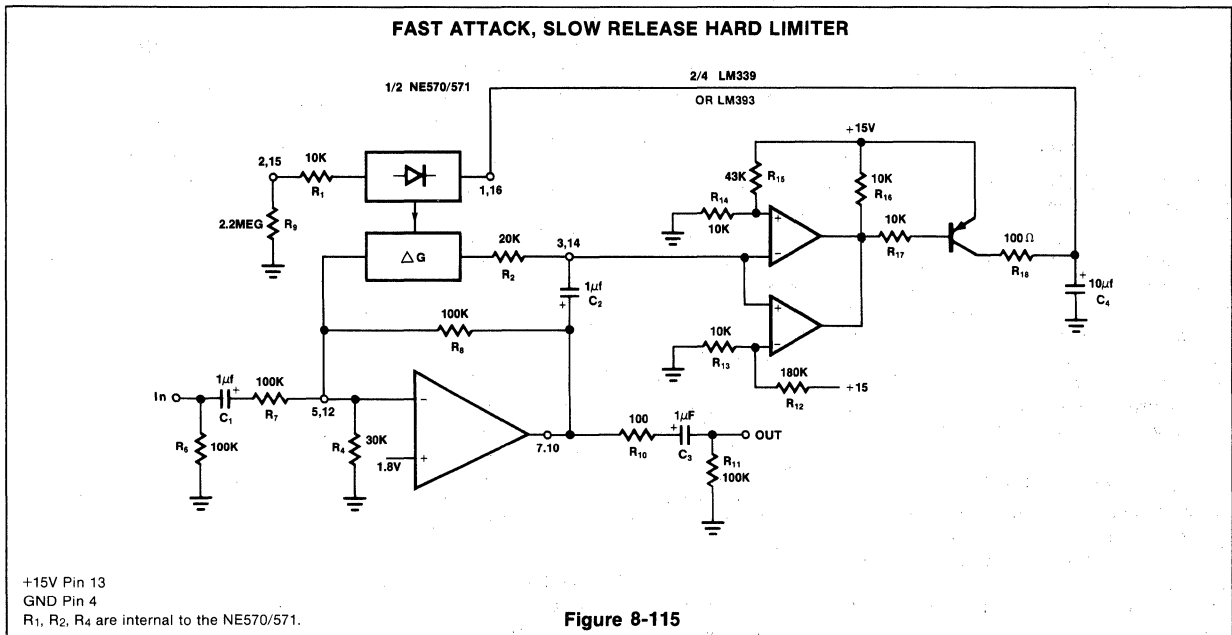 FAST ATTACK, SLOW RELEASE HARD LIMITER
1/2 NE570/571
2/4 LM339
OR LM393
+15V
2,15
10K
R1
1,16
2.2MEG
R9
43K
R15
10K
R16
R14
10K
+
−
10K
R17
100Ω
R18
+
10μf
C4
ΔG
20K
R2
3,14
1μf
+
C2
100K
R8
+
−
10K
R13
180K
R12
+15
In
1μf
+
C1
100K
R7
5,12
R6
100K
R4
30K
−
1.8V
+
7.10
100
R10
1μF
+
C3
OUT
R11
100K
+15V Pin 13
GND Pin 4
R1, R2, R4 are internal to the NE570/571.
Figure 8-115